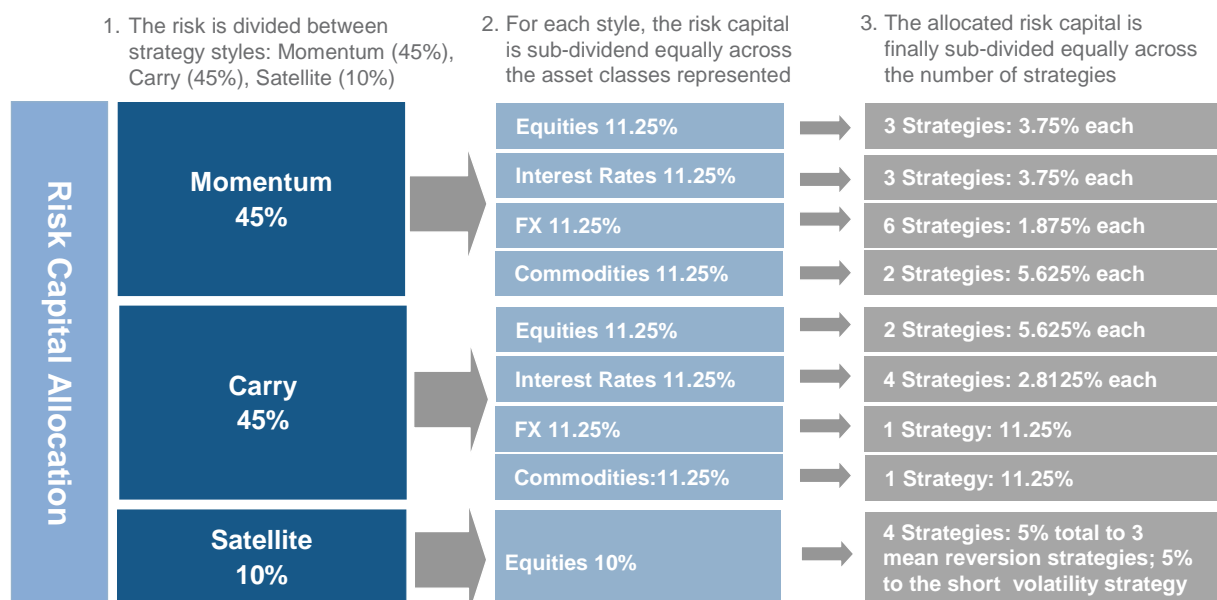 1. The risk is divided between
strategy styles: Momentum (45%),
Carry (45%), Satellite (10%)
2. For each style, the risk capital
is sub-dividend equally across
the asset classes represented
3. The allocated risk capital is
finally sub-divided equally across
the number of strategies
Risk Capital Allocation
Momentum
45%
Equities 11.25%
3 Strategies: 3.75% each
Interest Rates 11.25%
3 Strategies: 3.75% each
FX 11.25%
6 Strategies: 1.875% each
Commodities 11.25%
2 Strategies: 5.625% each
Carry
45%
Equities 11.25%
2 Strategies: 5.625% each
Interest Rates 11.25%
4 Strategies: 2.8125% each
FX 11.25%
1 Strategy: 11.25%
Commodities:11.25%
1 Strategy: 11.25%
Satellite
10%
Equities 10%
4 Strategies: 5% total to 3
mean reversion strategies; 5%
to the short volatility strategy